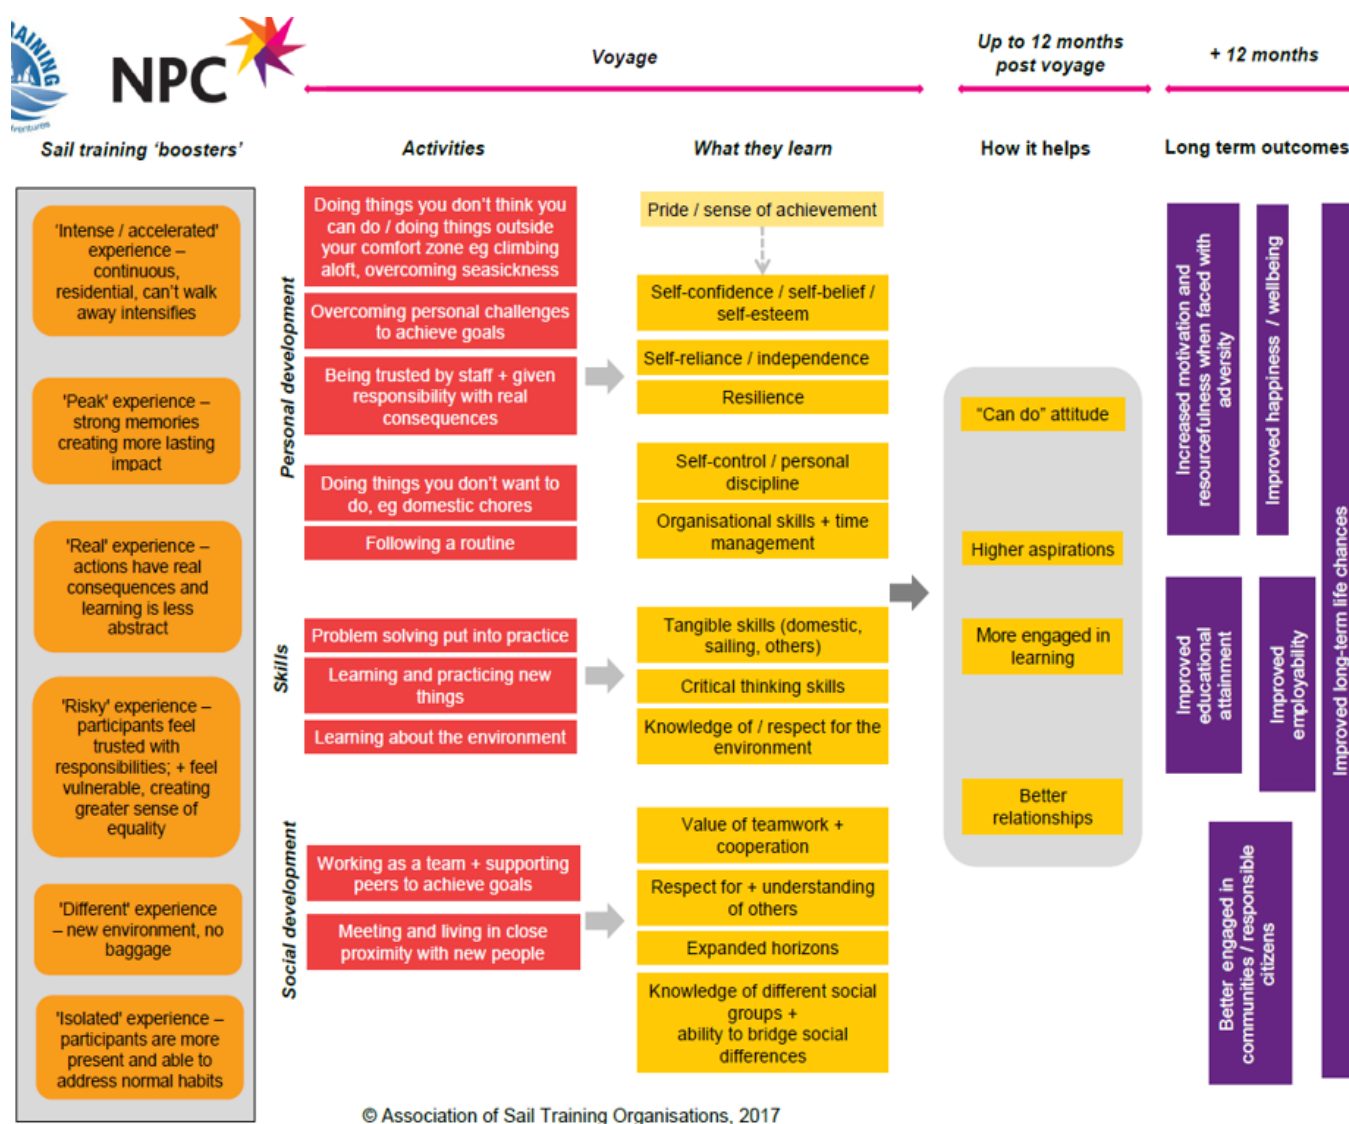 RAINING
NPC
Voyage
Up to 12 months
post voyage
+ 12 months
Sail training ‘boosters’
Activities
What they learn
How it helps
Long term outcomes
'Intense / accelerated'
experience –
continuous,
residential, can’t walk
away intensifies
'Peak' experience –
strong memories
creating more lasting
impact
'Real' experience –
actions have real
consequences and
learning is less
abstract
'Risky' experience –
participants feel
trusted with
responsibilities; + feel
vulnerable, creating
greater sense of
equality
'Different' experience
– new environment, no
baggage
'Isolated' experience –
participants are more
present and able to
address normal habits
Personal development
Doing things you don’t think you
can do / doing things outside
your comfort zone eg climbing
aloft, overcoming seasickness
Overcoming personal challenges
to achieve goals
Being trusted by staff + given
responsibility with real
consequences
Doing things you don’t want to
do, eg domestic chores
Following a routine
Pride / sense of achievement
Self-confidence / self-belief /
self-esteem
Self-reliance / independence
Resilience
Self-control / personal
discipline
Organisational skills + time
management
Skills
Problem solving put into practice
Learning and practicing new
things
Learning about the environment
Tangible skills (domestic,
sailing, others)
Critical thinking skills
Knowledge of / respect for the
environment
Social development
Working as a team + supporting
peers to achieve goals
Meeting and living in close
proximity with new people
Value of teamwork +
cooperation
Respect for + understanding
of others
Expanded horizons
Knowledge of different social
groups +
ability to bridge social
differences
“Can do” attitude
Higher aspirations
More engaged in
learning
Better
relationships
Increased motivation and
resourcefulness when faced with
adversity
Improved happiness / wellbeing
Improved
educational
attainment
Improved
employability
Better engaged in
communities / responsible
citizens
Improved long-term life chances
© Association of Sail Training Organisations, 2017